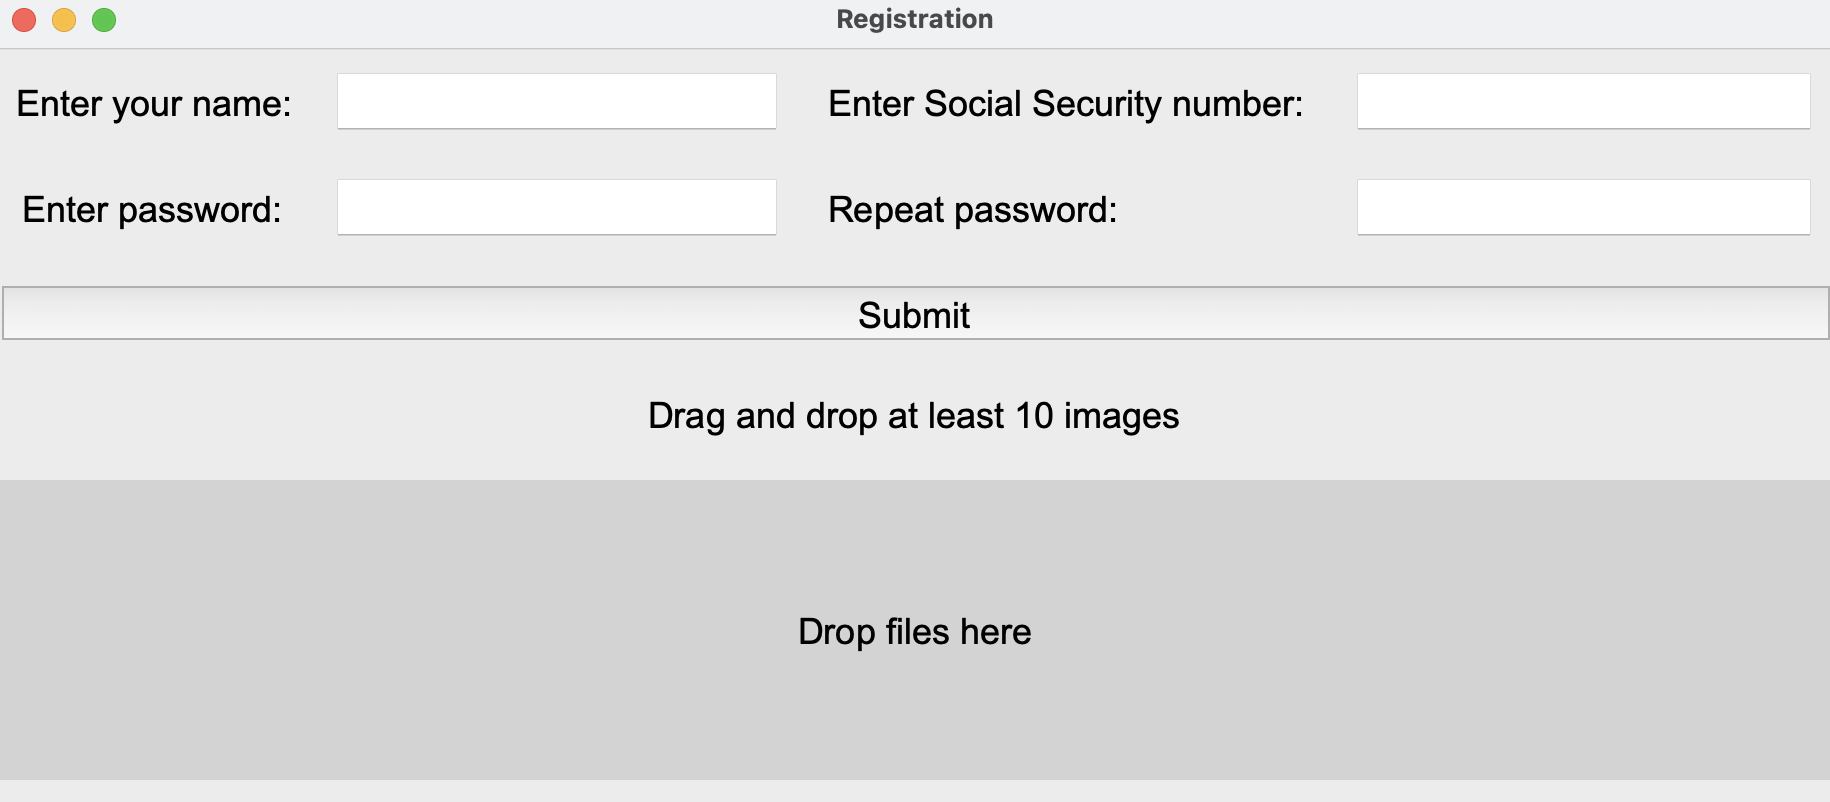 Registration
Enter your name:
Enter Social Security number:
Enter password:
Repeat password:
Submit
Drag and drop at least 10 images
Drop files here